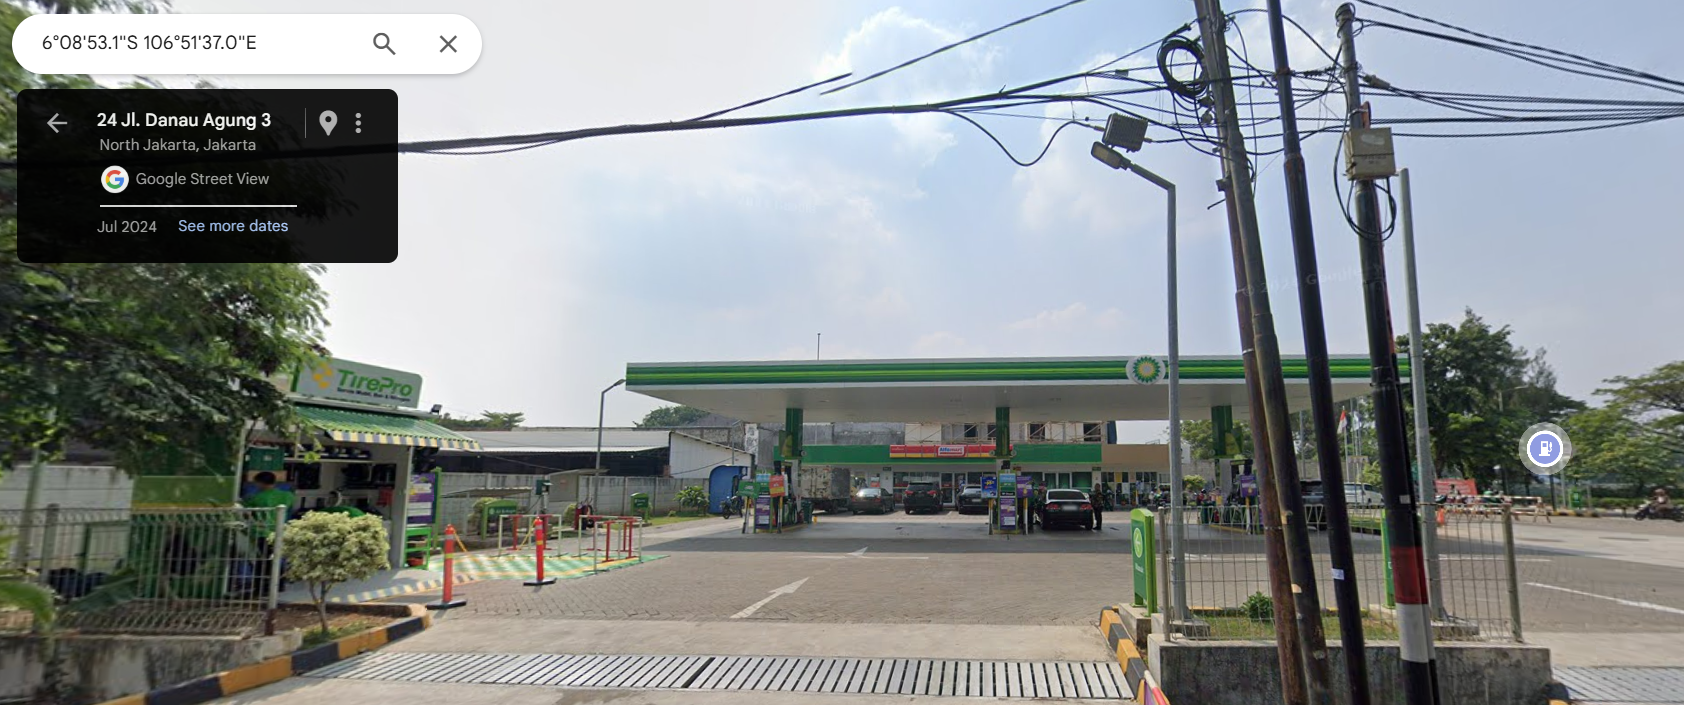 6°08'53.1"S 106°51'37.0"E
24 Jl. Danau Agung 3
North Jakarta, Jakarta
Google Street View
Jul 2024
See more dates
TirePro
bp
Alfamart